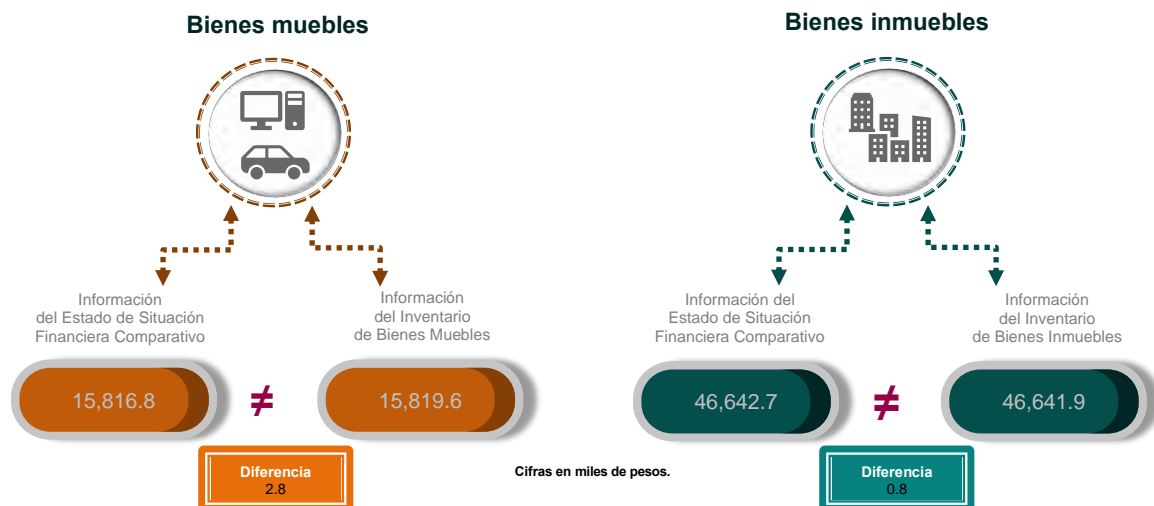 Bienes muebles
Información
del Estado de Situación
Financiera Comparativo
Información
del Inventario
de Bienes Muebles
15,816.8
≠
15,819.6
Diferencia
2.8
Cifras en miles de pesos.
Bienes inmuebles
Información del
Estado de Situación
Financiera Comparativo
Información
del Inventario
de Bienes Inmuebles
46,642.7
≠
46,641.9
Diferencia
0.8